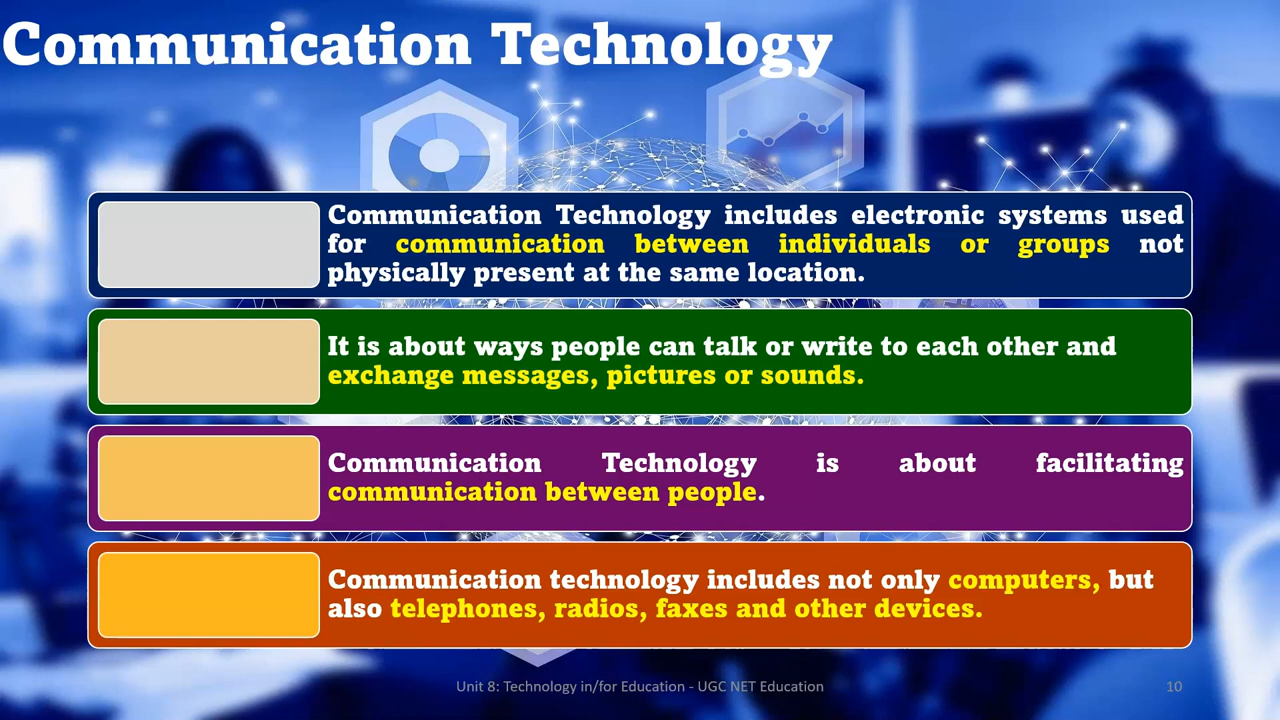 Communication Technology
Communication Technology includes electronic systems used
for communication between individuals or groups not
physically present at the same location.
It is about ways people can talk or write to each other and
exchange messages, pictures or sounds.
Communication Technology is about facilitating
communication between people.
Communication technology includes not only computers, but
also telephones, radios, faxes and other devices.
Unit 8: Technology in/for Education - UGC NET Education
10